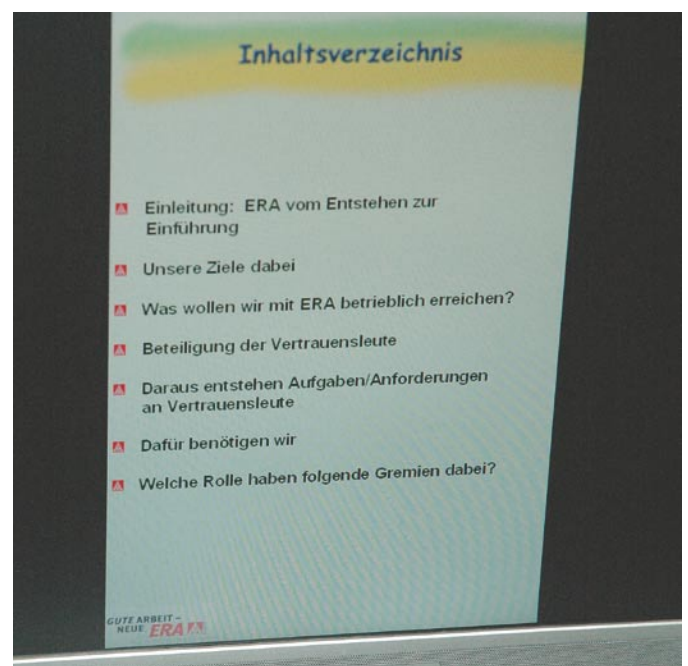 Inhaltsverzeichnis
Einleitung: ERA vom Entstehen zur
Einführung
Unsere Ziele dabei
Was wollen wir mit ERA betrieblich erreichen?
Beteiligung der Vertrauensleute
Daraus entstehen Aufgaben/Anforderungen
an Vertrauensleute
Dafür benötigen wir
Welche Rolle haben folgende Gremien dabei?
GUTE ARBEIT –
NEUE ERA